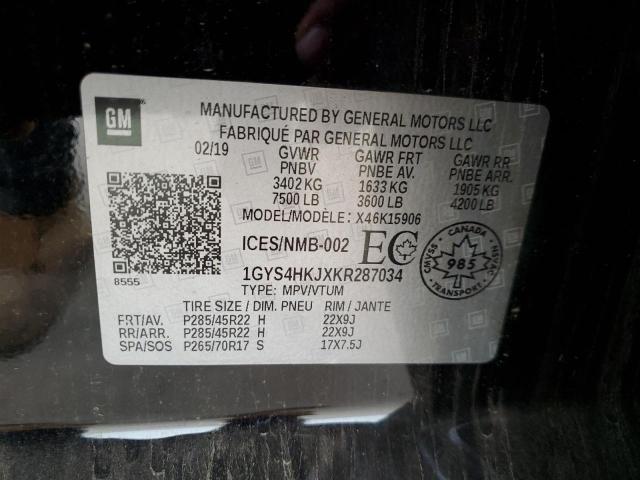 GM
MANUFACTURED BY GENERAL MOTORS LLC
FABRIQUÉ PAR GENERAL MOTORS LLC
02/19 GVWR GAWR FRT GAWR RR
PNBV PNBE AV. PNBE ARR.
3402 KG 1633 KG 1905 KG
7500 LB 3600 LB 4200 LB
MODEL/MODÈLE: X46K15906
ICES/NMB-002 EC
CANADA
CMVSS 985 NSVAC
1GYS4HKJXKR287034
8555
TYPE: MPV/VTUM
TIRE SIZE / DIM. PNEU RIM / JANTE
FRT/AV. P285/45R22 H 22X9J
RR/ARR. P285/45R22 H 22X9J
SPA/SOS P265/70R17 S 17X7.5J